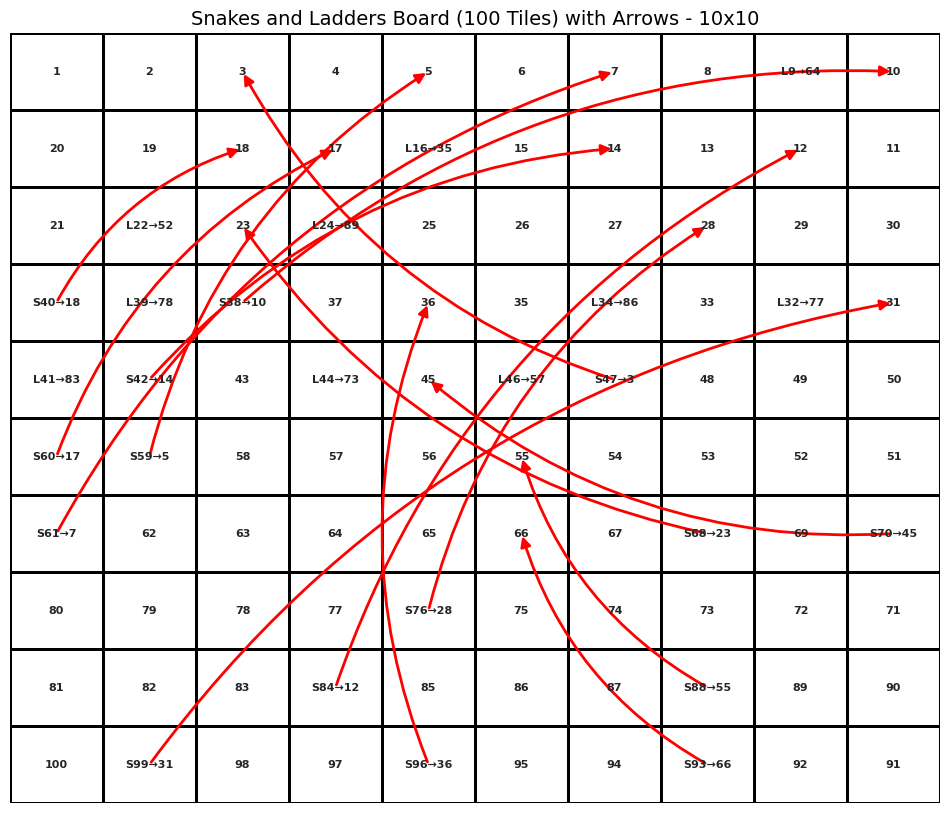 Snakes and Ladders Board (100 Tiles) with Arrows - 10x10
1 2 3 4 5 6 7 8 L9→64 10
20 19 18 17 L16→35 15 14 13 12 11
21 L22→52 23 L24→89 25 26 27 28 29 30
S40→18 L39→78 S38→10 37 36 35 L34→86 33 L32→77 31
L41→83 S42→14 43 L44→73 45 L46→57 S47→3 48 49 50
S60→17 S59→5 58 57 56 55 54 53 52 51
S61→7 62 63 64 65 66 67 S68→23 69 S70→45
80 79 78 77 S76→28 75 74 73 72 71
81 82 83 S84→12 85 86 87 S88→55 89 90
100 S99→31 98 97 S96→36 95 94 S93→66 92 91